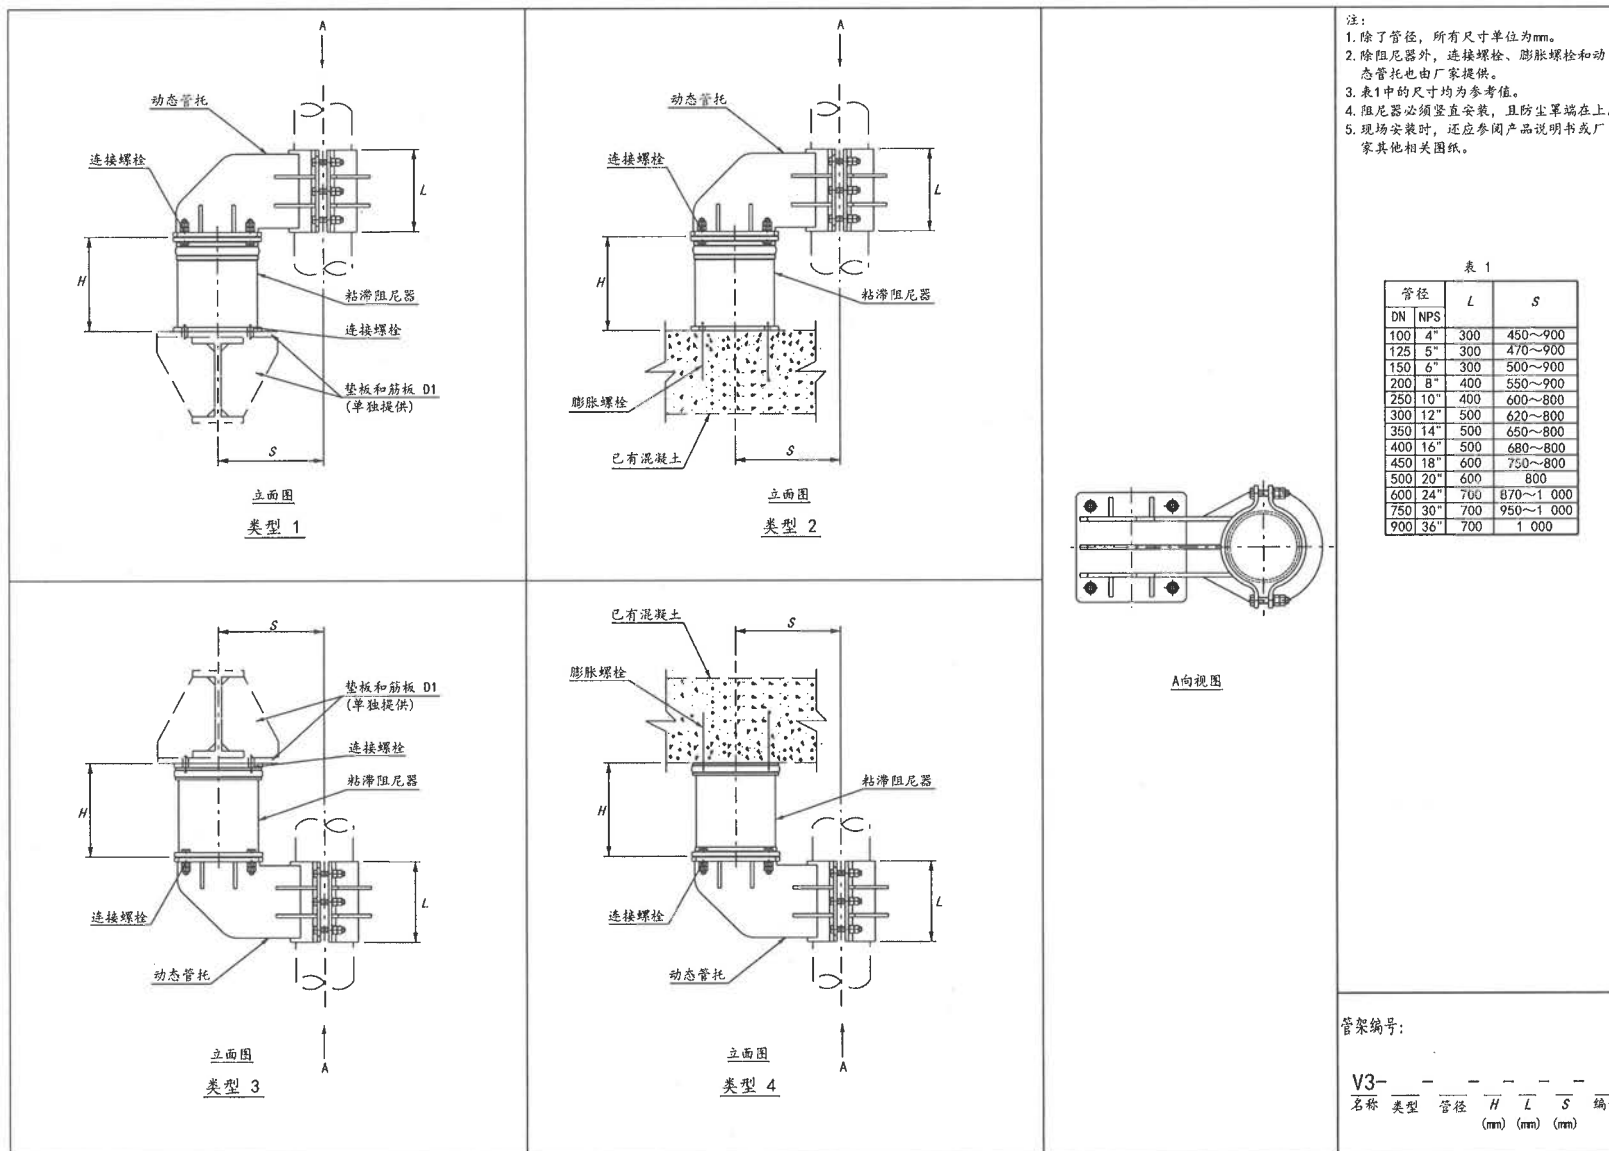 A
动态管托
连接螺栓
L
H
粘滞阻尼器
连接螺栓
垫板和筋板 D1
(单独提供)
S
立面图
类型 1
A
动态管托
连接螺栓
L
H
粘滞阻尼器
膨胀螺栓
已有混凝土
S
立面图
类型 2
S
垫板和筋板 D1
(单独提供)
连接螺栓
粘滞阻尼器
H
L
连接螺栓
动态管托
立面图
A
类型 3
已有混凝土
S
膨胀螺栓
粘滞阻尼器
H
L
连接螺栓
动态管托
立面图
A
类型 4
A向视图
注:
1. 除了管径，所有尺寸单位为mm。
2. 除阻尼器外，连接螺栓、膨胀螺栓和动
态管托也由厂家提供。
3. 表1中的尺寸均为参考值。
4. 阻尼器必须竖直安装，且防尘罩端在上。
5. 现场安装时，还应参阅产品说明书或厂
家其他相关图纸。
表 1
管径 L S
DN NPS
100 4" 300 450～900
125 5" 300 470～900
150 6" 300 500～900
200 8" 400 550～900
250 10" 400 600～800
300 12" 500 620～800
350 14" 500 650～800
400 16" 500 680～800
450 18" 600 750～800
500 20" 600 800
600 24" 700 870～1 000
750 30" 700 950～1 000
900 36" 700 1 000
管架编号:
V3- - - - - -
名称 类型 管径 H L S
(mm) (mm) (mm)